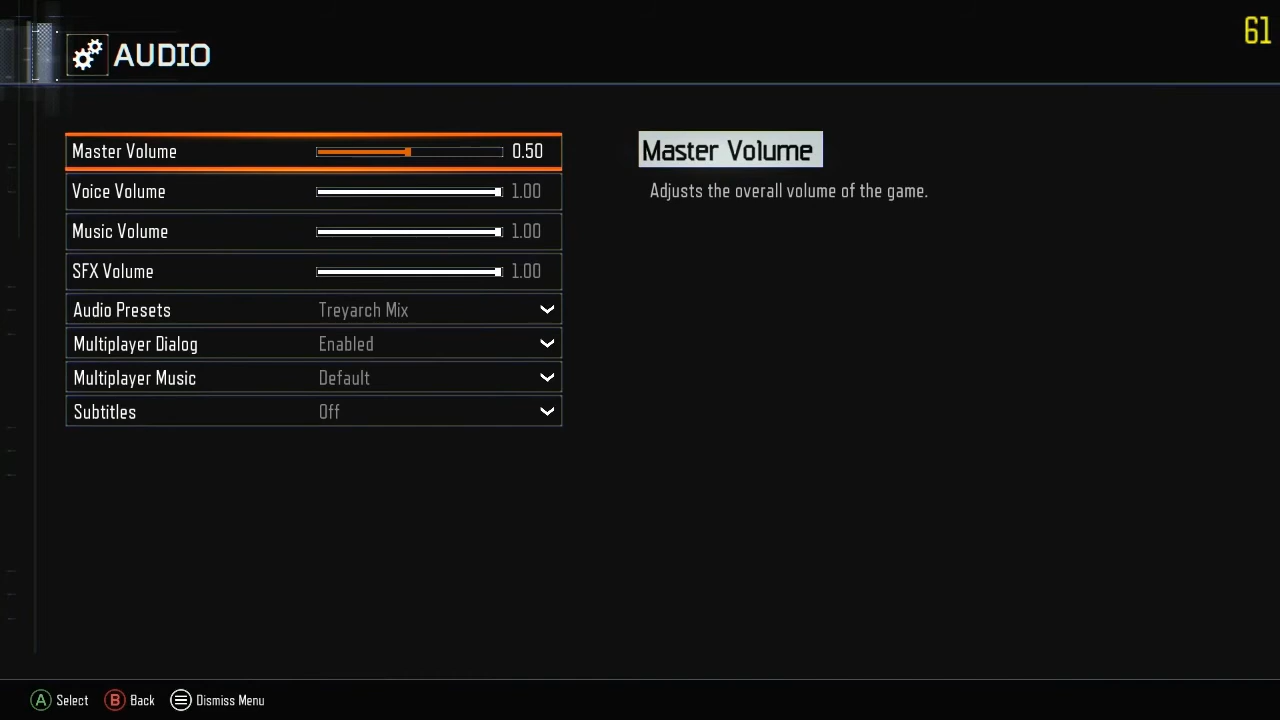 61
AUDIO
Master Volume 0.50
Voice Volume 1.00
Music Volume 1.00
SFX Volume 1.00
Audio Presets Treyarch Mix
Multiplayer Dialog Enabled
Multiplayer Music Default
Subtitles Off
Master Volume
Adjusts the overall volume of the game.
A Select B Back Dismiss Menu